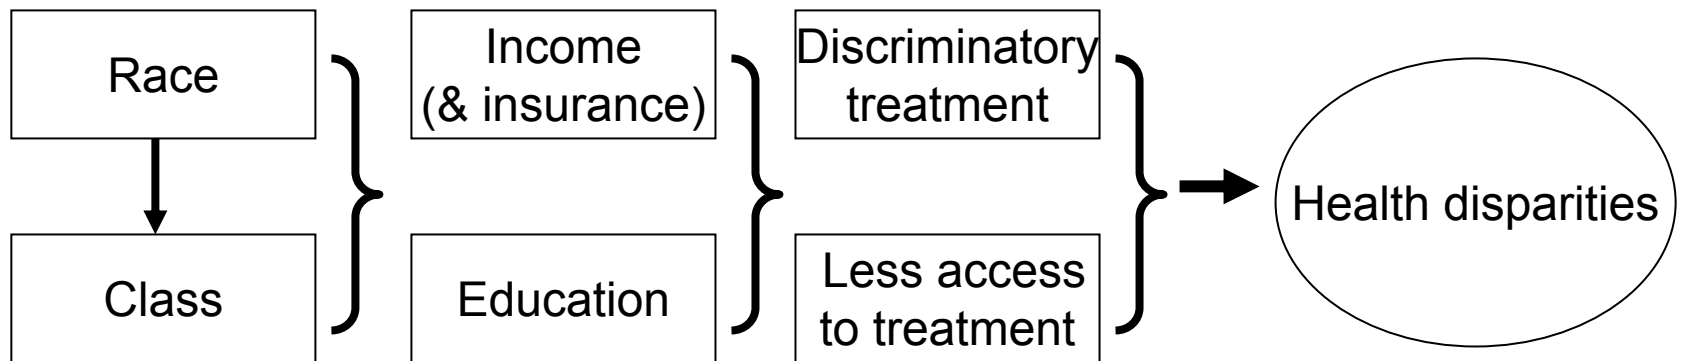 Race
Class
Income
(& insurance)
Education
Discriminatory
treatment
Less access
to treatment
Health disparities